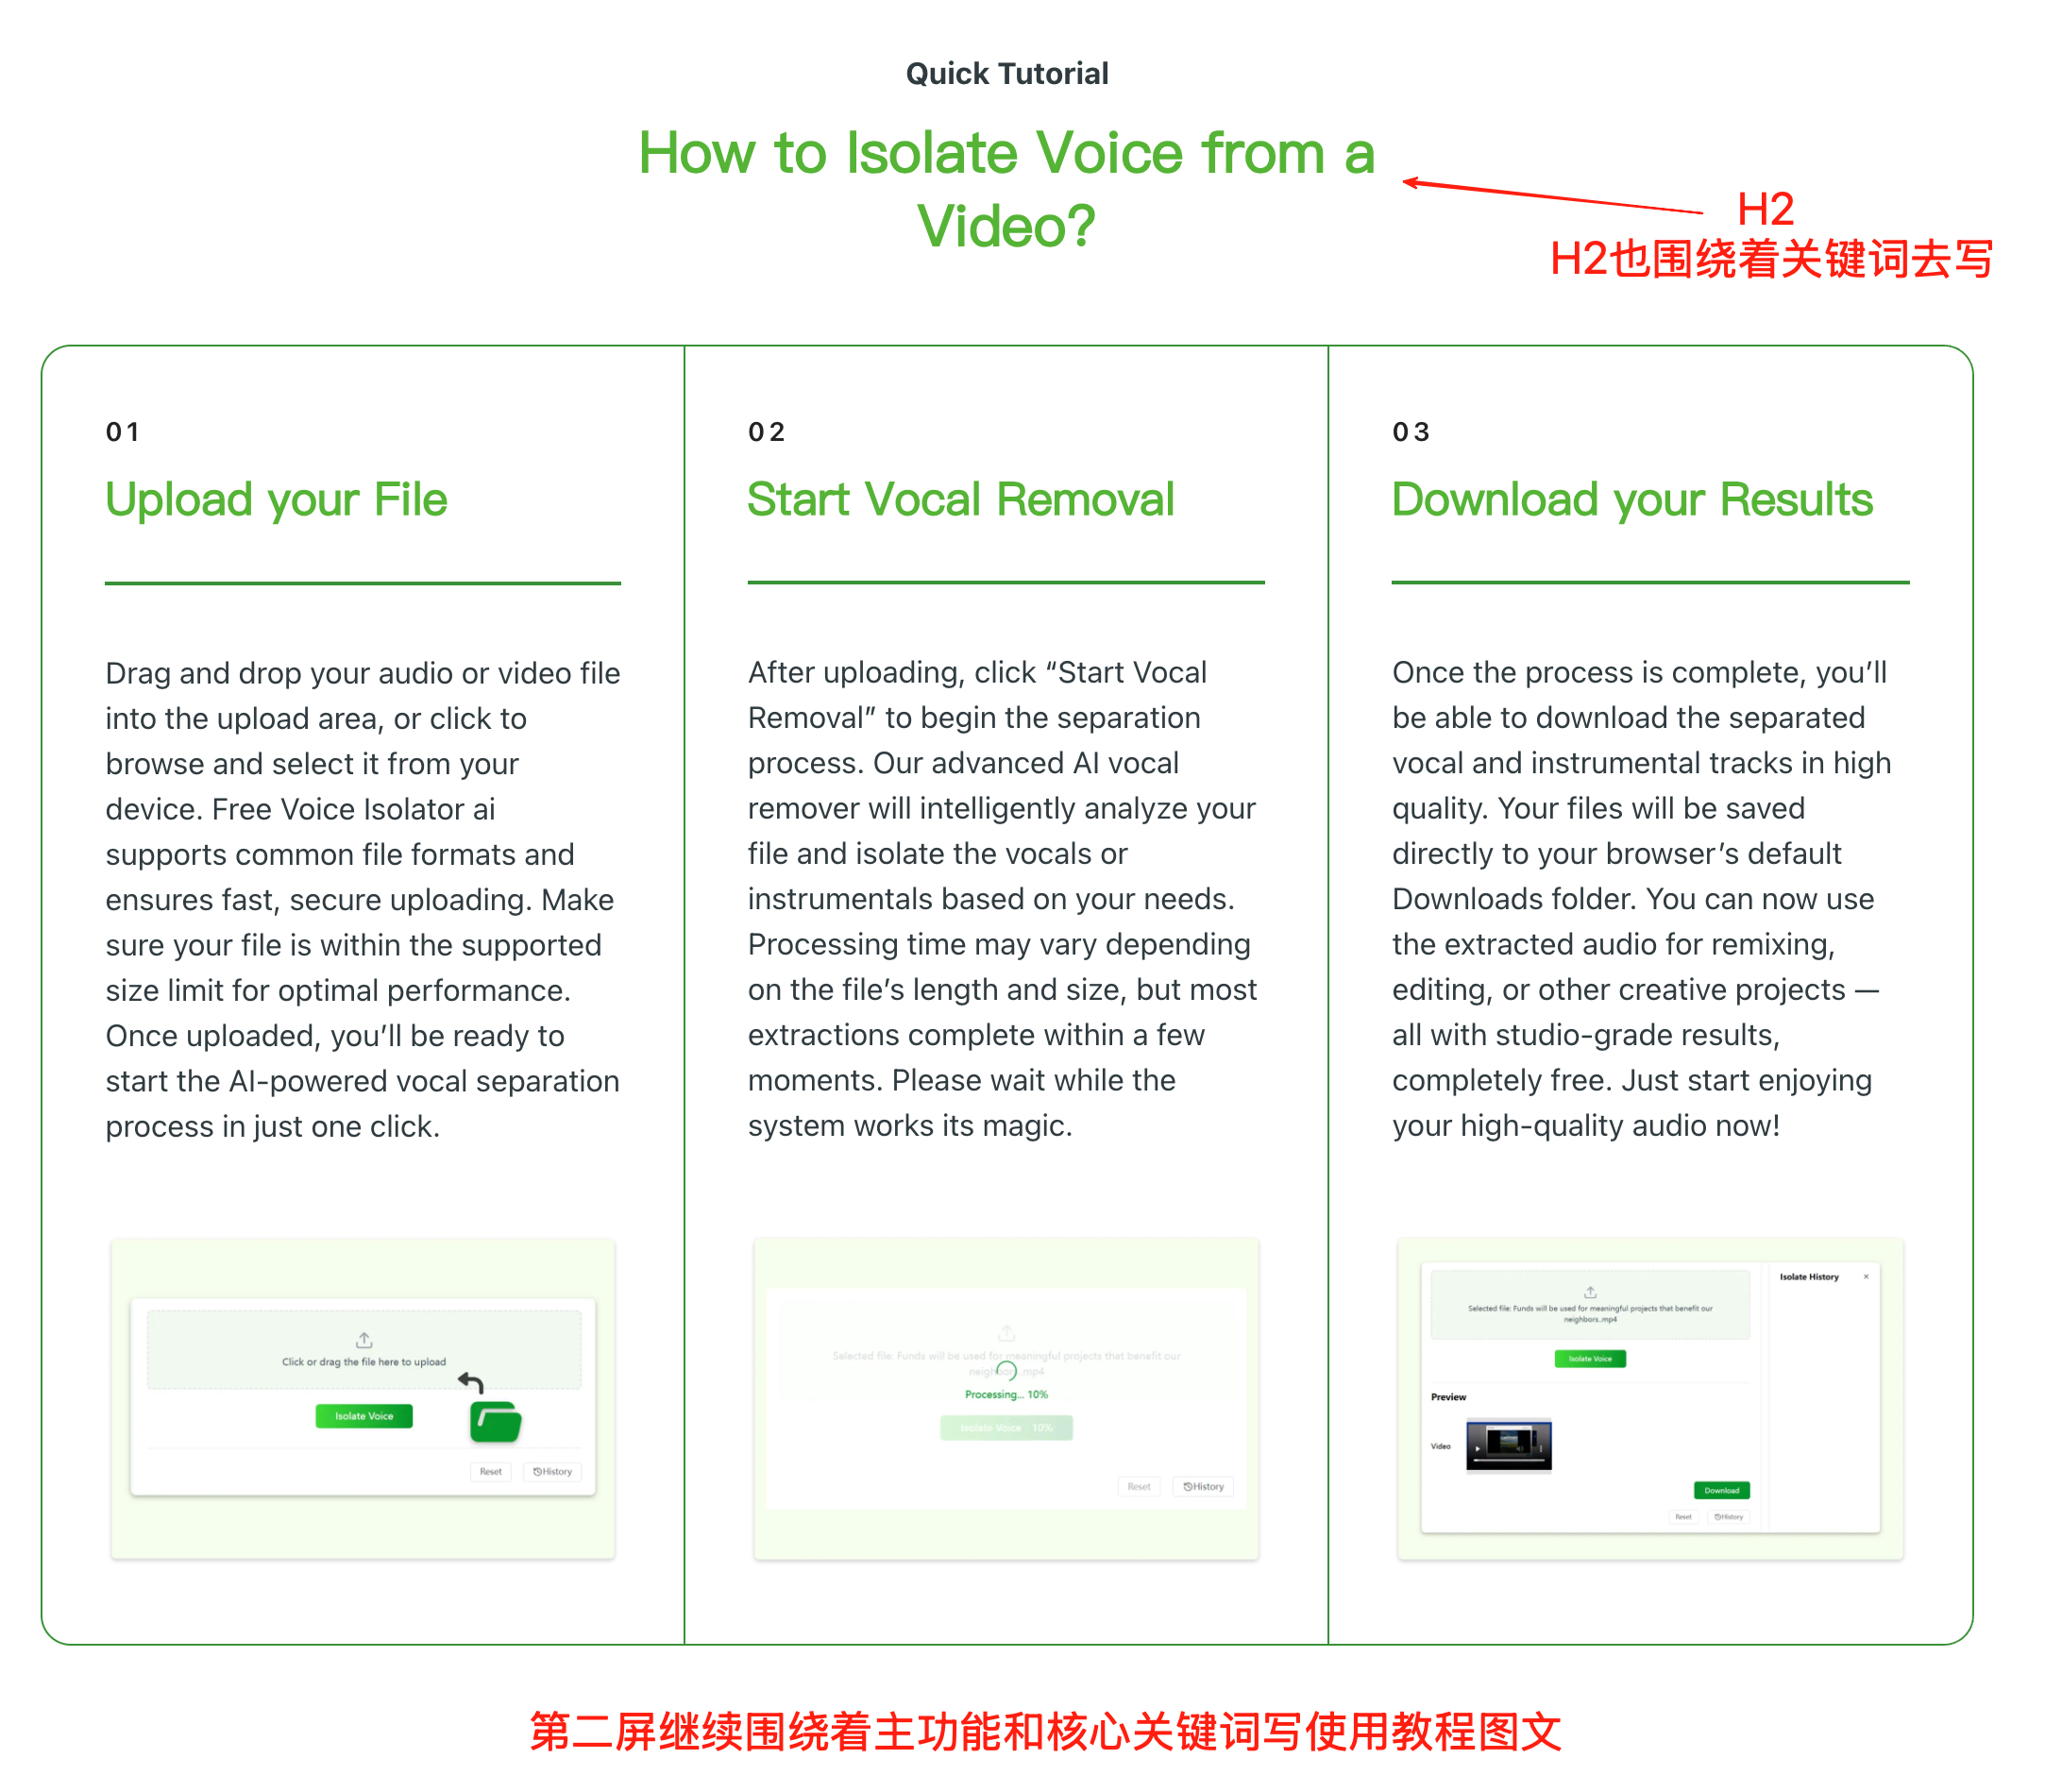 Quick Tutorial
How to Isolate Voice from a
Video?
H2
H2也围绕着关键词去写
01
Upload your File
Drag and drop your audio or video file
into the upload area, or click to
browse and select it from your
device. Free Voice Isolator ai
supports common file formats and
ensures fast, secure uploading. Make
sure your file is within the supported
size limit for optimal performance.
Once uploaded, you’ll be ready to
start the AI-powered vocal separation
process in just one click.
Click or drag the file here to upload
Isolate Voice
Reset
History
02
Start Vocal Removal
After uploading, click “Start Vocal
Removal” to begin the separation
process. Our advanced AI vocal
remover will intelligently analyze your
file and isolate the vocals or
instrumentals based on your needs.
Processing time may vary depending
on the file’s length and size, but most
extractions complete within a few
moments. Please wait while the
system works its magic.
Selected file: Funds will be used for meaningful projects that benefit our
neighbors..mp4
Processing... 10%
Isolate Voice 10%
Reset
History
03
Download your Results
Once the process is complete, you’ll
be able to download the separated
vocal and instrumental tracks in high
quality. Your files will be saved
directly to your browser’s default
Downloads folder. You can now use
the extracted audio for remixing,
editing, or other creative projects —
all with studio-grade results,
completely free. Just start enjoying
your high-quality audio now!
Selected file: Funds will be used for meaningful projects that benefit our
neighbors..mp4
Isolate Voice
Preview
Video
Download
Reset
History
Isolate History
×
第二屏继续围绕着主功能和核心关键词写使用教程图文